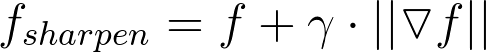 f_{sharpen} = f + γ · ||▽f||